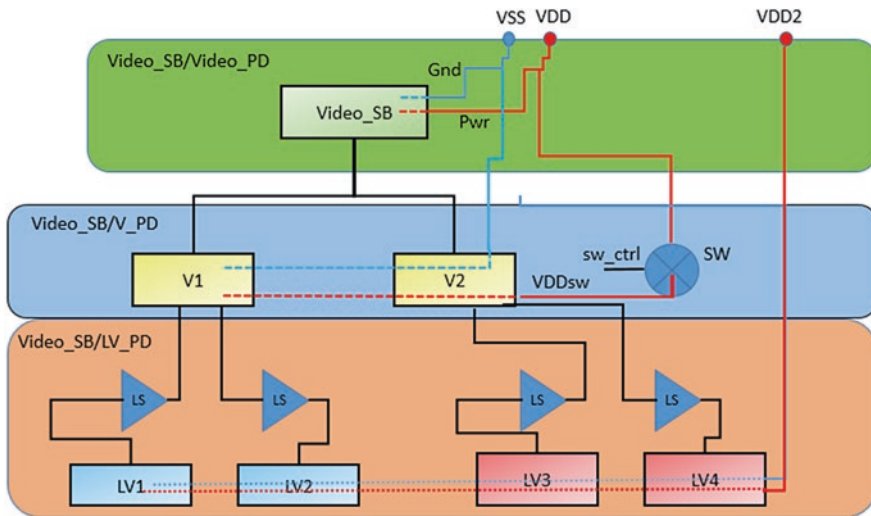 VSS
VDD
VDD2
Video_SB/Video_PD
Gnd
Video_SB
Pwr
Video_SB/V_PD
V1
V2
sw_ctrl
SW
VDDsw
Video_SB/LV_PD
LS
LS
LS
LS
LV1
LV2
LV3
LV4